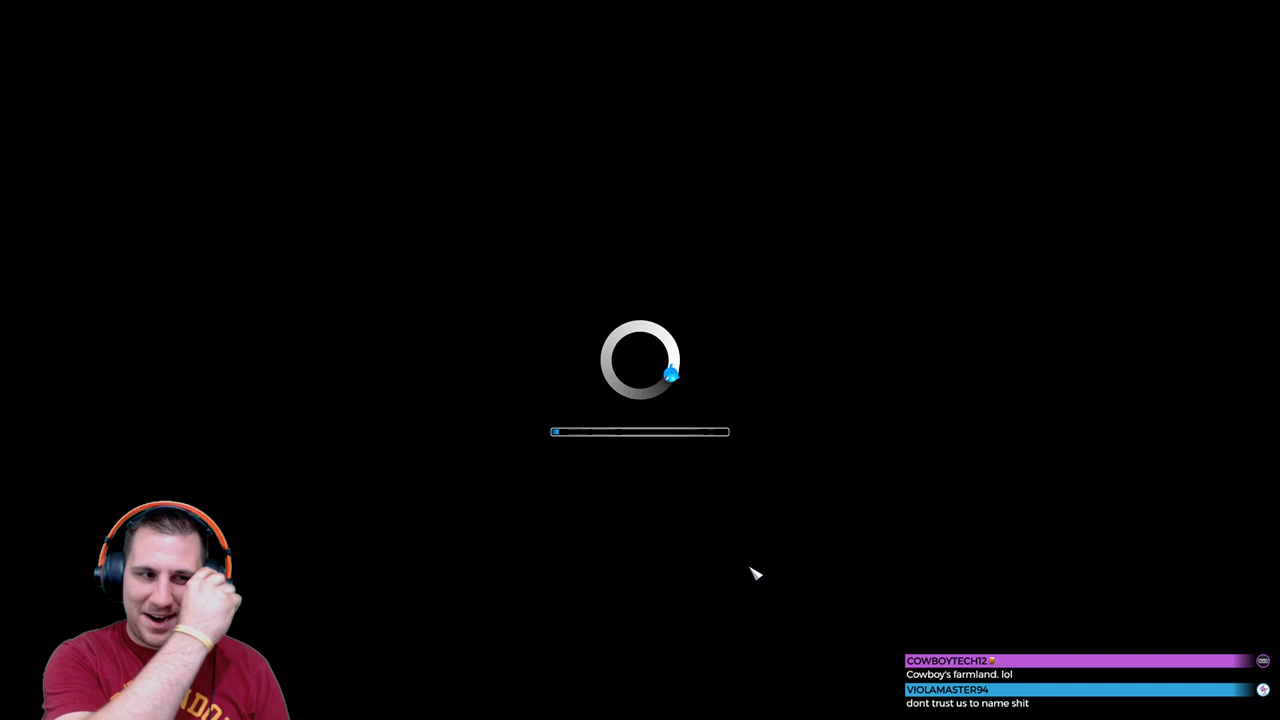 COWBOYTECH12
Cowboy's farmland. lol
VIOLAMASTER94
dont trust us to name shit